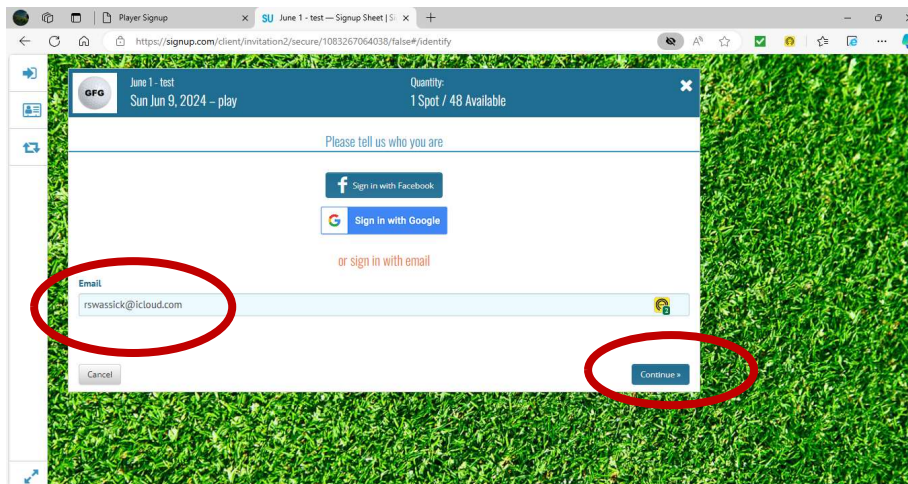 Player Signup
SU June 1 - test — Signup Sheet | Si
https://signup.com/client/invitation2/secure/1083267064038/false#/identify
GFG
June 1 - test
Sun Jun 9, 2024 – play
Quantity:
1 Spot / 48 Available
Please tell us who you are
f Sign in with Facebook
G Sign in with Google
or sign in with email
Email
rswassick@icloud.com
2
Cancel
Continue »